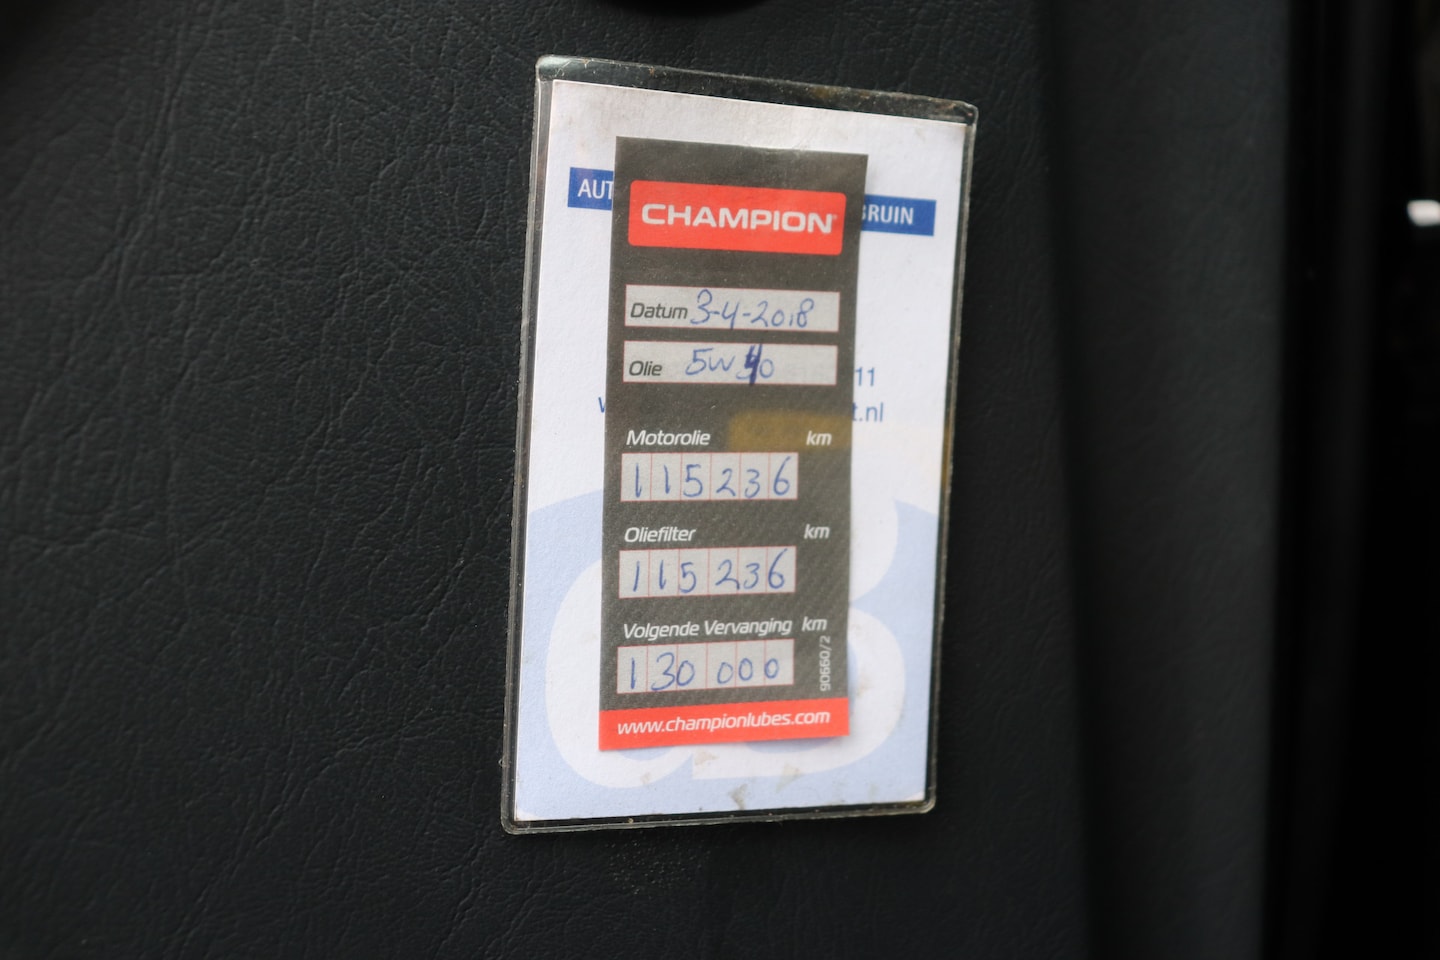 AUT
BRUIN
CHAMPION
Datum 3-4-2018
Olie 5W40
11
t.nl
Motorolie km
115236
Oliefilter km
115236
Volgende Vervanging km
130000
90660/2
www.championlubes.com